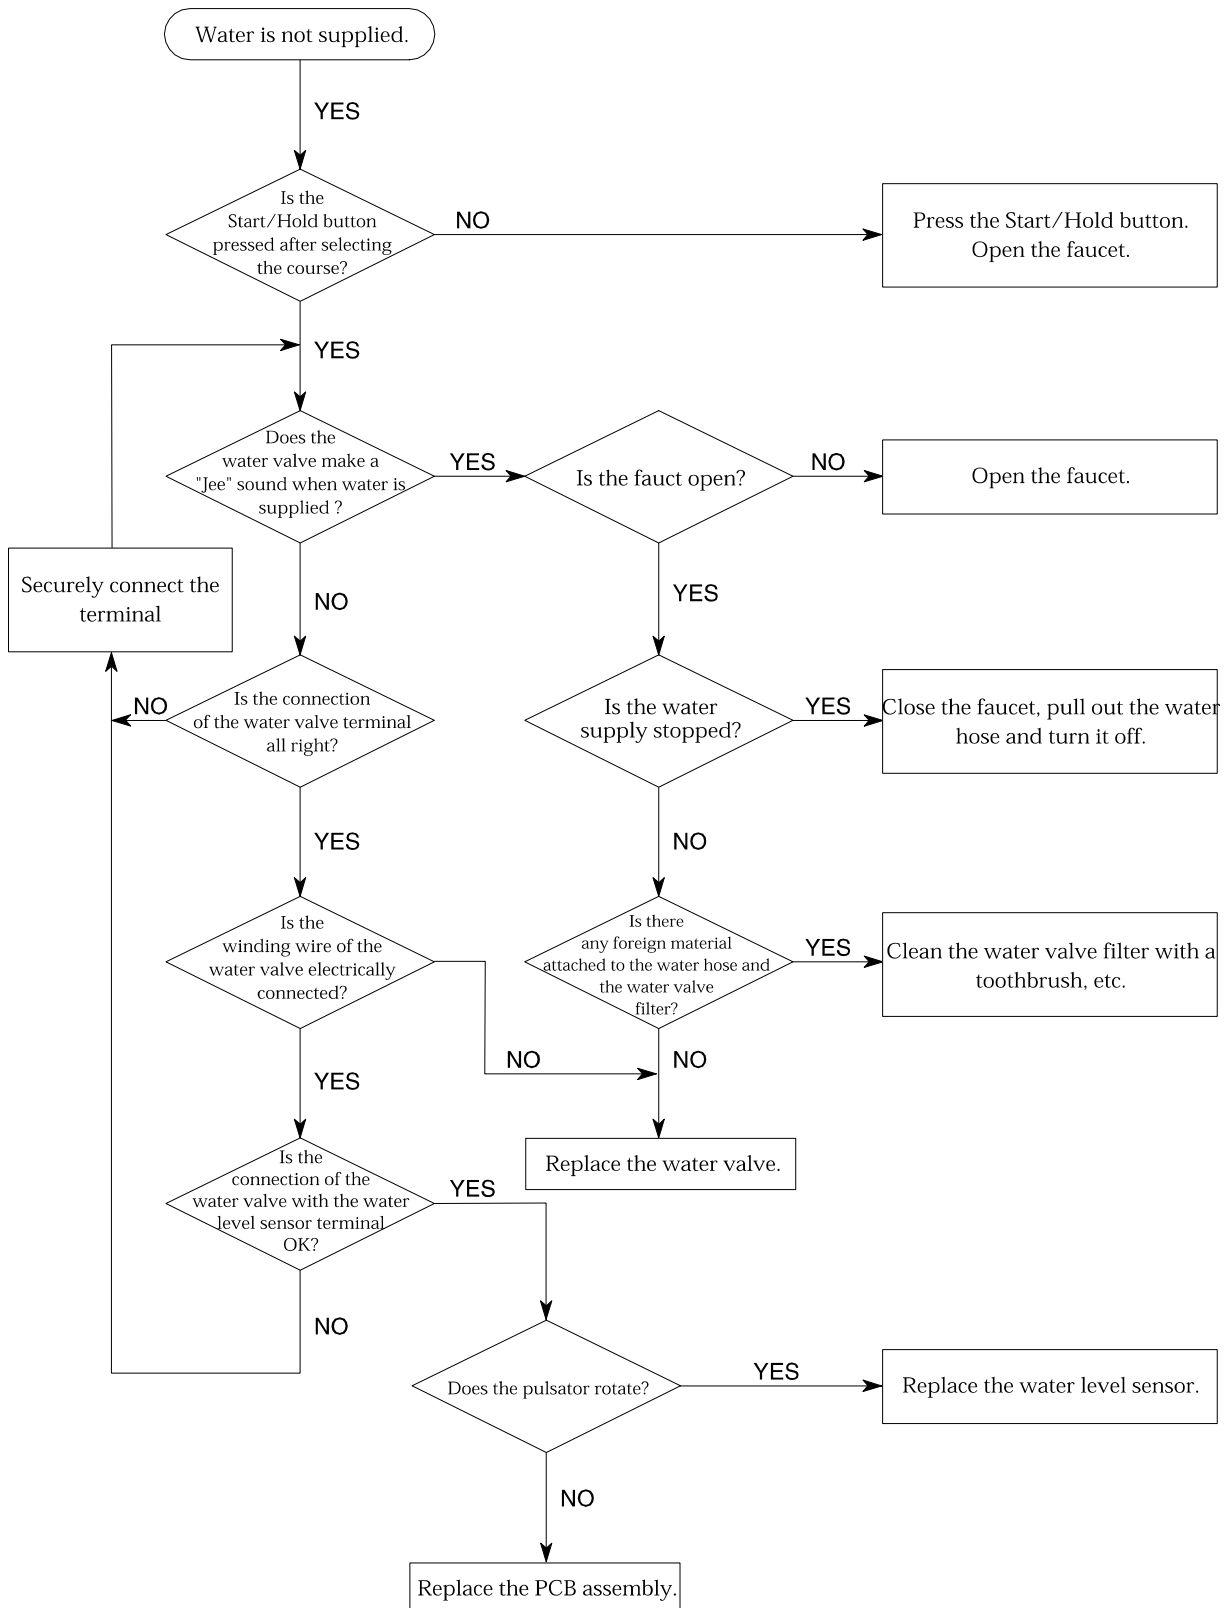 Water is not supplied.
YES
Is the
Start/Hold button
pressed after selecting
the course?
NO
Press the Start/Hold button.
Open the faucet.
YES
Does the
water valve make a
"Jee" sound when water is
supplied ?
YES
Is the fauct open?
NO
Open the faucet.
Securely connect the
terminal
NO
YES
NO
Is the connection
of the water valve terminal
all right?
Is the water
supply stopped?
YES
Close the faucet, pull out the water
hose and turn it off.
YES
NO
Is the
winding wire of the
water valve electrically
connected?
Is there
any foreign material
attached to the water hose and
the water valve
filter?
YES
Clean the water valve filter with a
toothbrush, etc.
NO
NO
YES
Replace the water valve.
Is the
connection of the
water valve with the water
level sensor terminal
OK?
YES
NO
Does the pulsator rotate?
YES
Replace the water level sensor.
NO
Replace the PCB assembly.